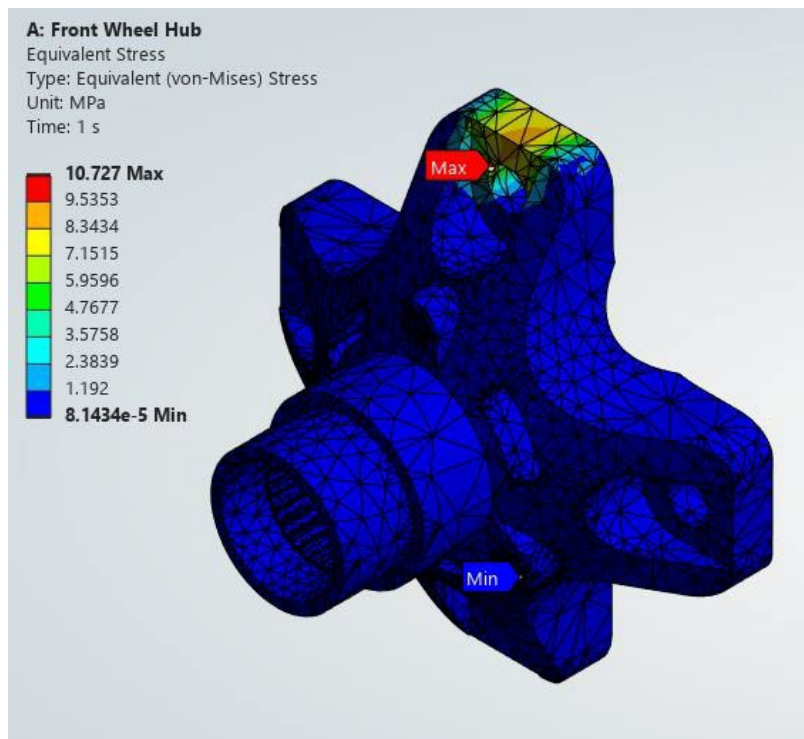 A: Front Wheel Hub
Equivalent Stress
Type: Equivalent (von-Mises) Stress
Unit: MPa
Time: 1 s
10.727 Max
9.5353
8.3434
7.1515
5.9596
4.7677
3.5758
2.3839
1.192
8.1434e-5 Min
Max
Min